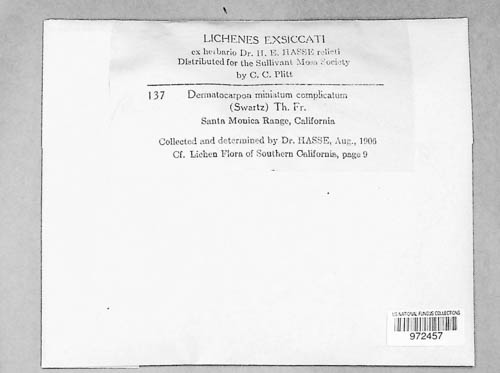 LICHENES EXSICCATI
ex herbario Dr. H. E. HASSE relicti
Distributed for the Sullivant Moss Society
by C. C. Plitt
137 Dermatocarpon miniatum complicatum
(Swartz) Th. Fr.
Santa Monica Range, California
Collected and determined by Dr. HASSE, Aug., 1906
Cf. Lichen Flora of Southern California, page 9
US NATIONAL FUNGUS COLLECTIONS
972457